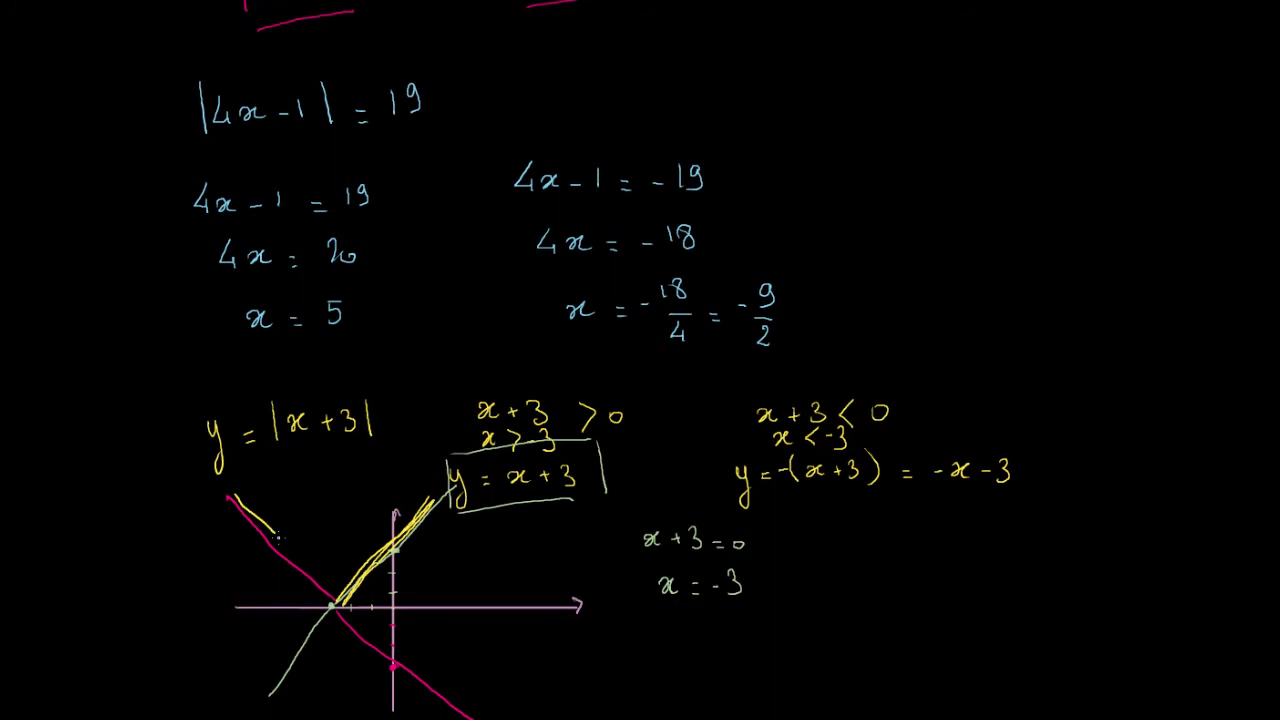 |4x - 1| = 19
4x - 1 = 19
4x = 20
x = 5
4x - 1 = -19
4x = -18
x = -18/4 = -9/2
y = |x + 3|
x + 3 > 0
x > -3
y = x + 3
x + 3 < 0
x < -3
y = -(x + 3) = -x - 3
x + 3 = 0
x = -3